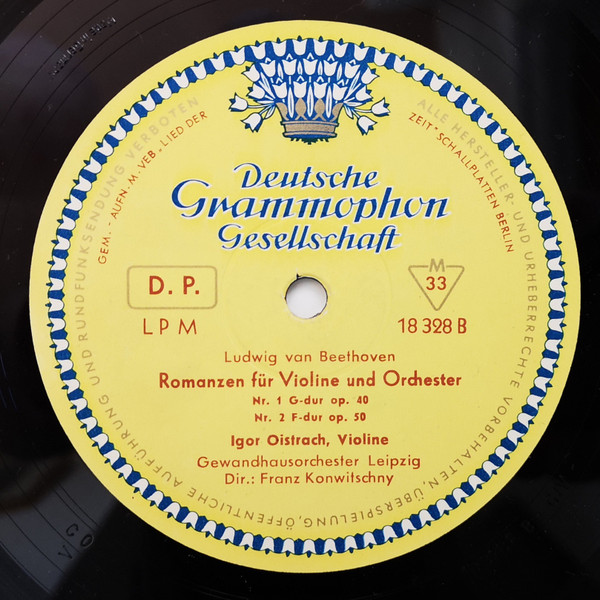 ALLE HERSTELLER- UND URHEBERRECHTE VORBEHALTEN, ÜBERSPIELUNG, ÖFFENTLICHE AUFFÜHRUNG UND RUNDFUNKSENDUNG VERBOTEN
GEM. - AUFN. M. VEB „LIED DER
ZEIT" SCHALLPLATTEN BERLIN
Deutsche
Grammophon
Gesellschaft
D. P.
M
33
LPM
18 328 B
Ludwig van Beethoven
Romanzen für Violine und Orchester
Nr. 1 G-dur op. 40
Nr. 2 F-dur op. 50
Igor Oistrach, Violine
Gewandhausorchester Leipzig
Dir.: Franz Konwitschny